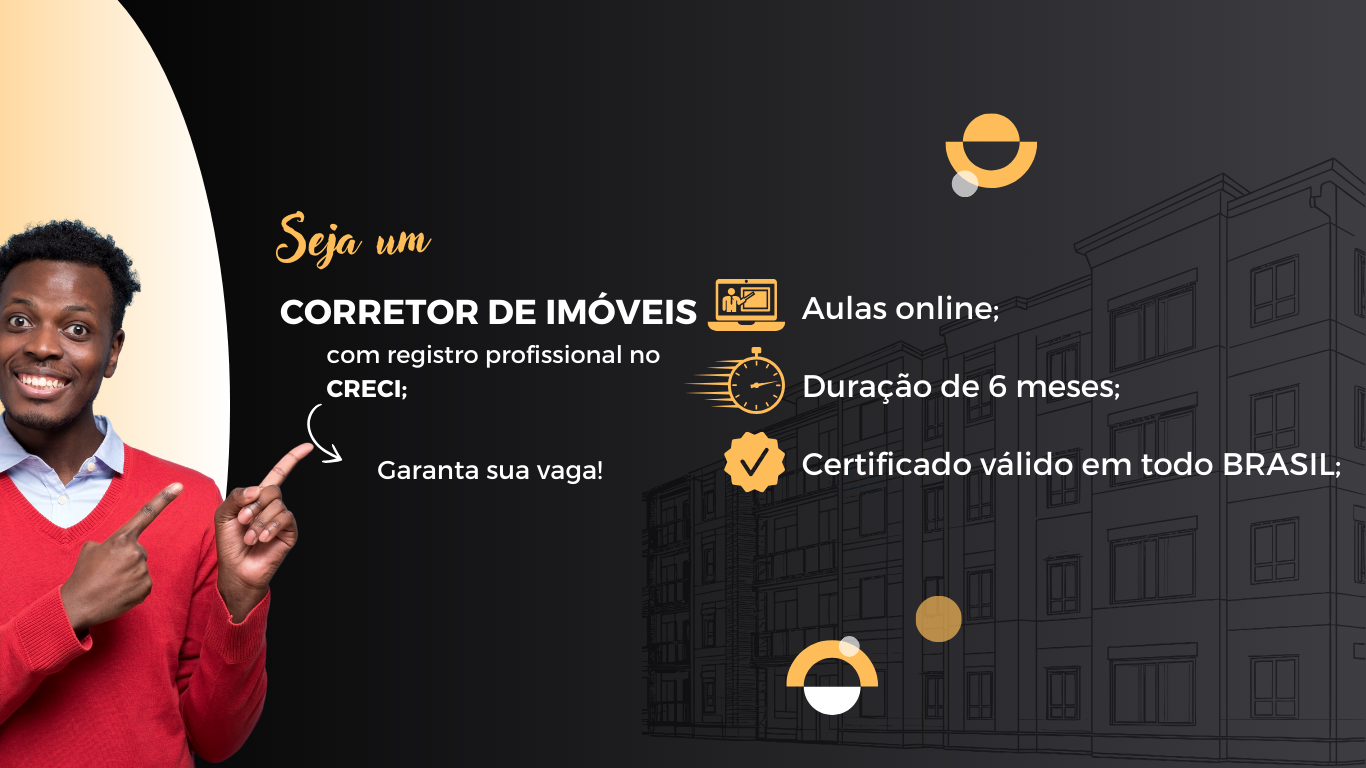 Seja um
CORRETOR DE IMÓVEIS
com registro profissional no
CRECI;
Garanta sua vaga!
Aulas online;
Duração de 6 meses;
Certificado válido em todo BRASIL;